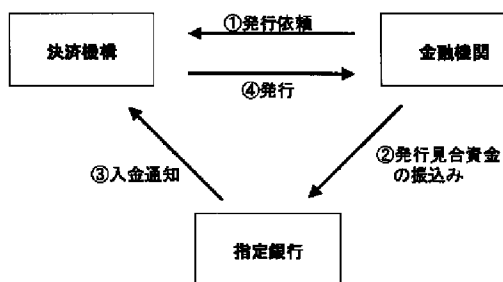 ①発行依頼
決済機構
金融機関
④発行
②発行見合資金
の振込み
③入金通知
指定銀行